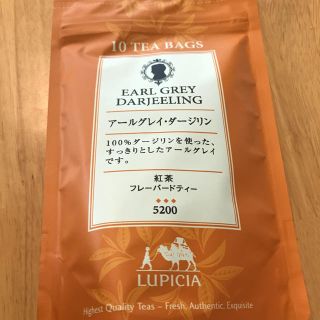 10 TEA BAGS
EARL GREY
DARJEELING
アールグレイ・ダージリン
100%ダージリンを使った、
すっきりとしたアールグレイ
です。
紅茶
フレーバードティー
5200
LUPICIA
Highest Quality Teas – Fresh, Authentic, Exquisite